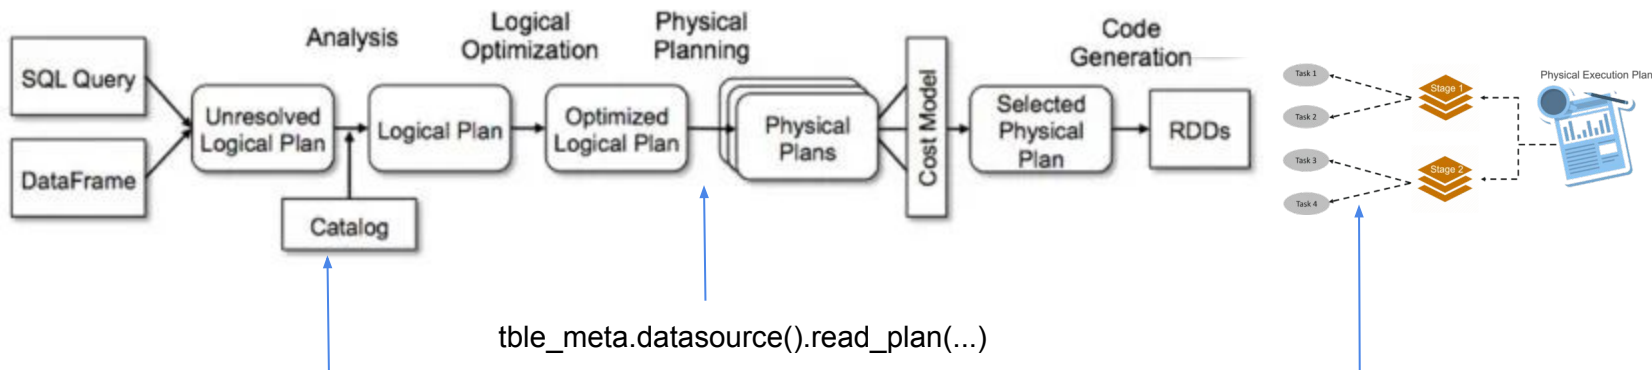 SQL Query
DataFrame
Analysis
Unresolved
Logical Plan
Catalog
Logical Plan
Logical
Optimization
Optimized
Logical Plan
Physical
Planning
Physical
Plans
Cost Model
Selected
Physical
Plan
Code
Generation
RDDs
Task 1
Task 2
Task 3
Task 4
Stage 1
Stage 2
Physical Execution Plan
tble_meta.datasource().read_plan(...)